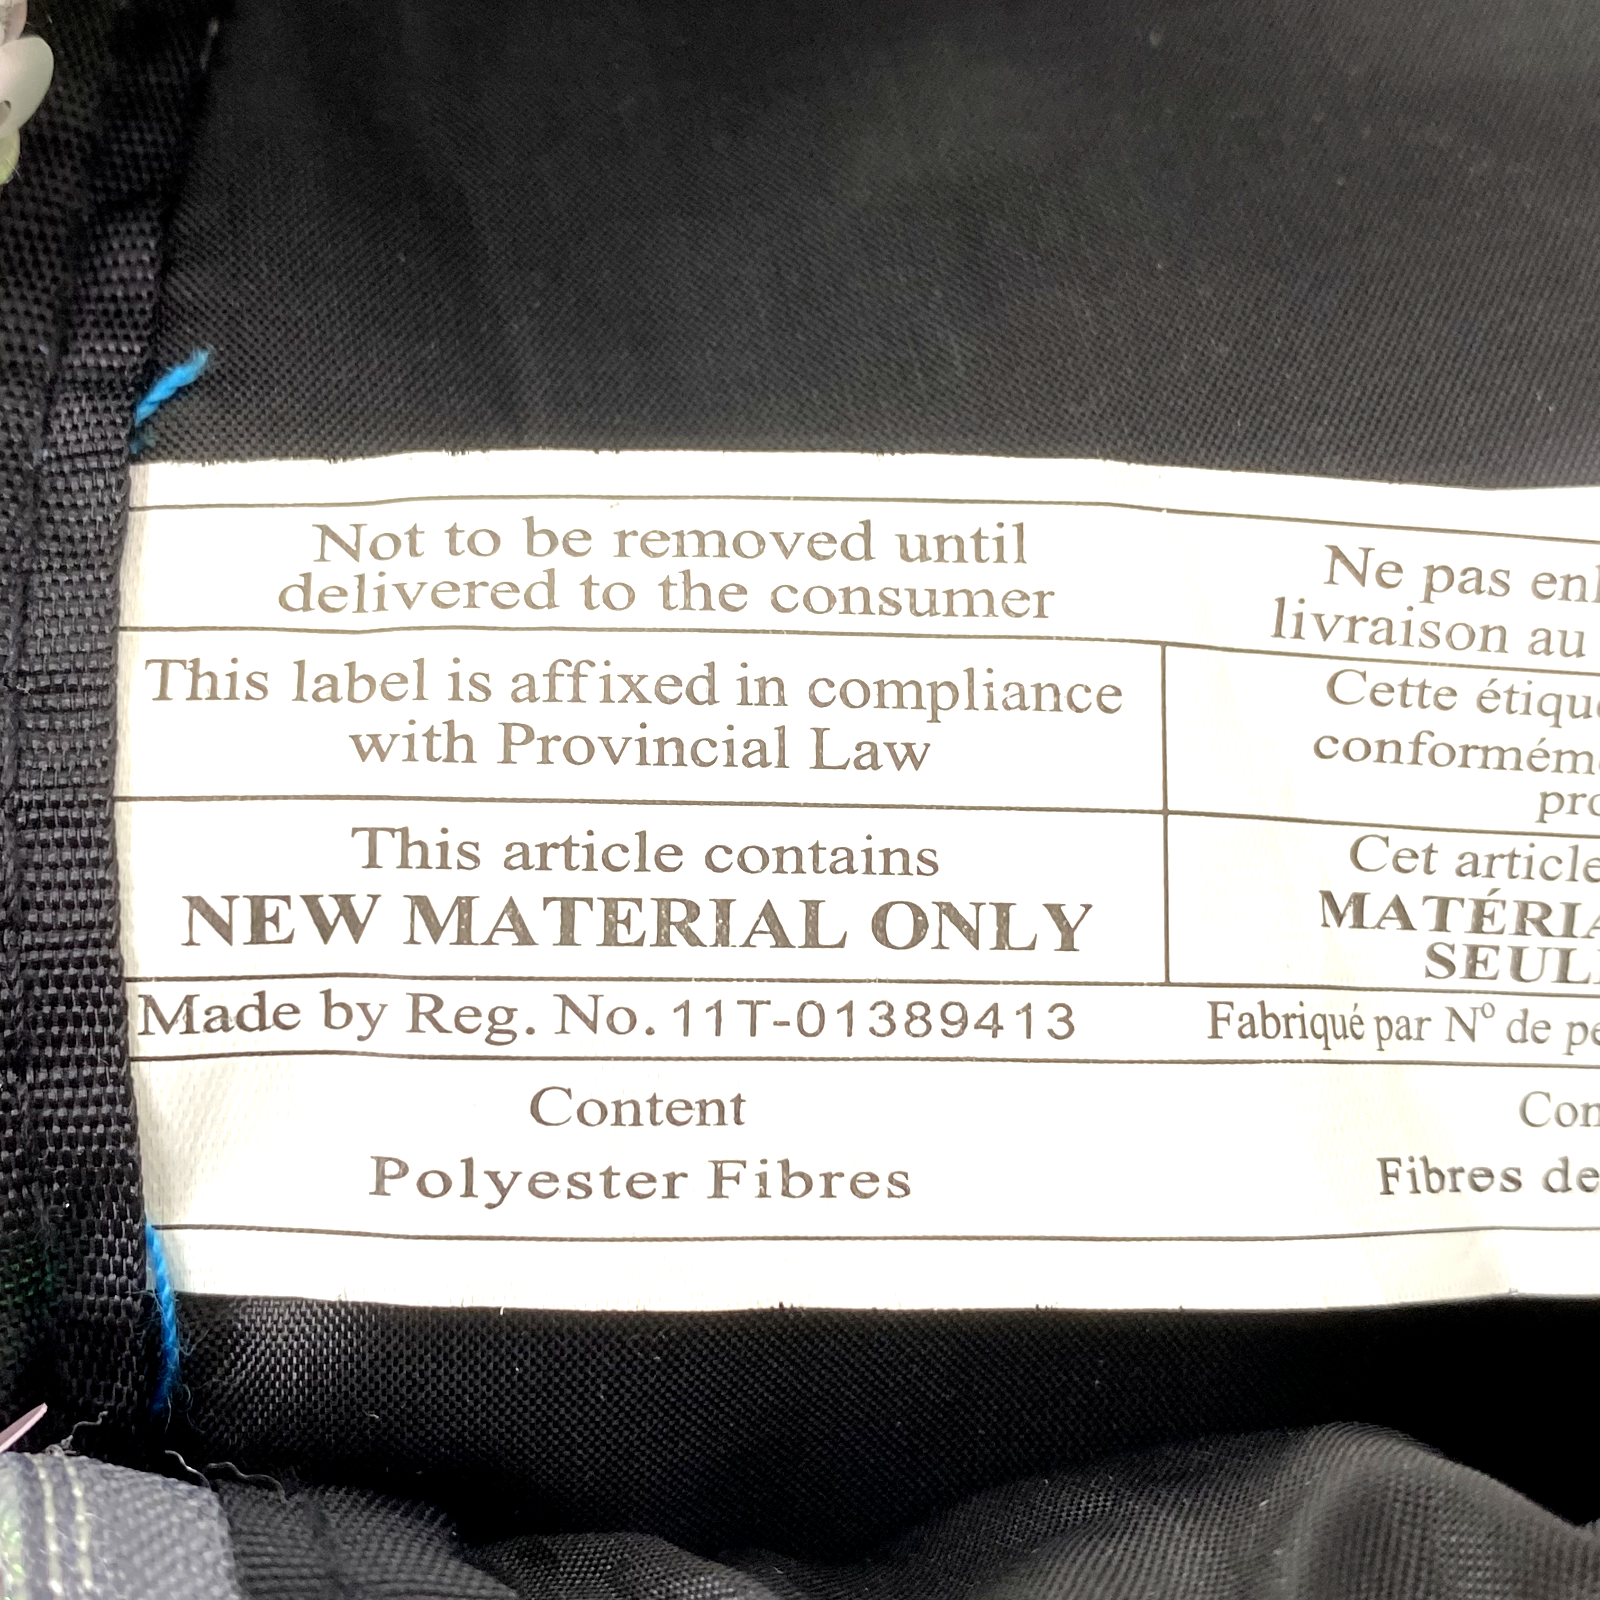 Not to be removed until
delivered to the consumer
Ne pas
livraison au
This label is affixed in compliance
with Provincial Law
Cette
This article contains
NEW MATERIAL ONLY
Cet article
Made by Reg. No. 11T-01389413
Fabriqué par Nº de
Content
Polyester Fibres
Fibres de